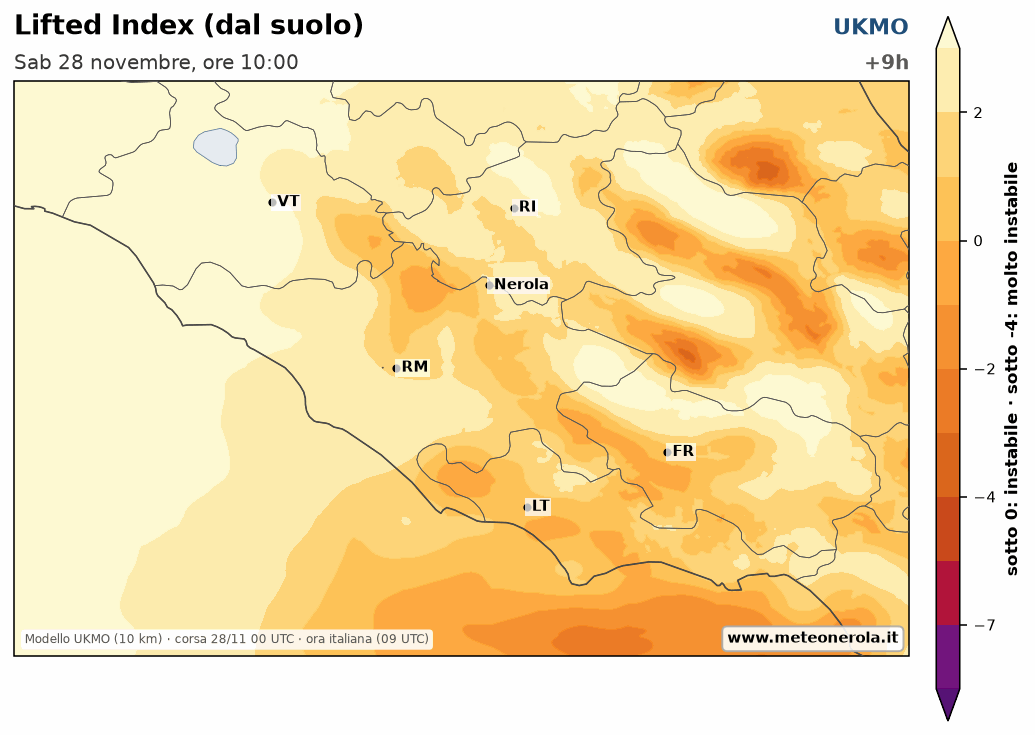 Lifted Index (dal suolo)
UKMO
Sab 28 novembre, ore 10:00
+9h
VT
RI
Nerola
RM
FR
LT
Modello UKMO (10 km) · corsa 28/11 00 UTC · ora italiana (09 UTC)
www.meteonerola.it
2
0
−2
−4
−7
sotto 0: instabile · sotto -4: molto instabile